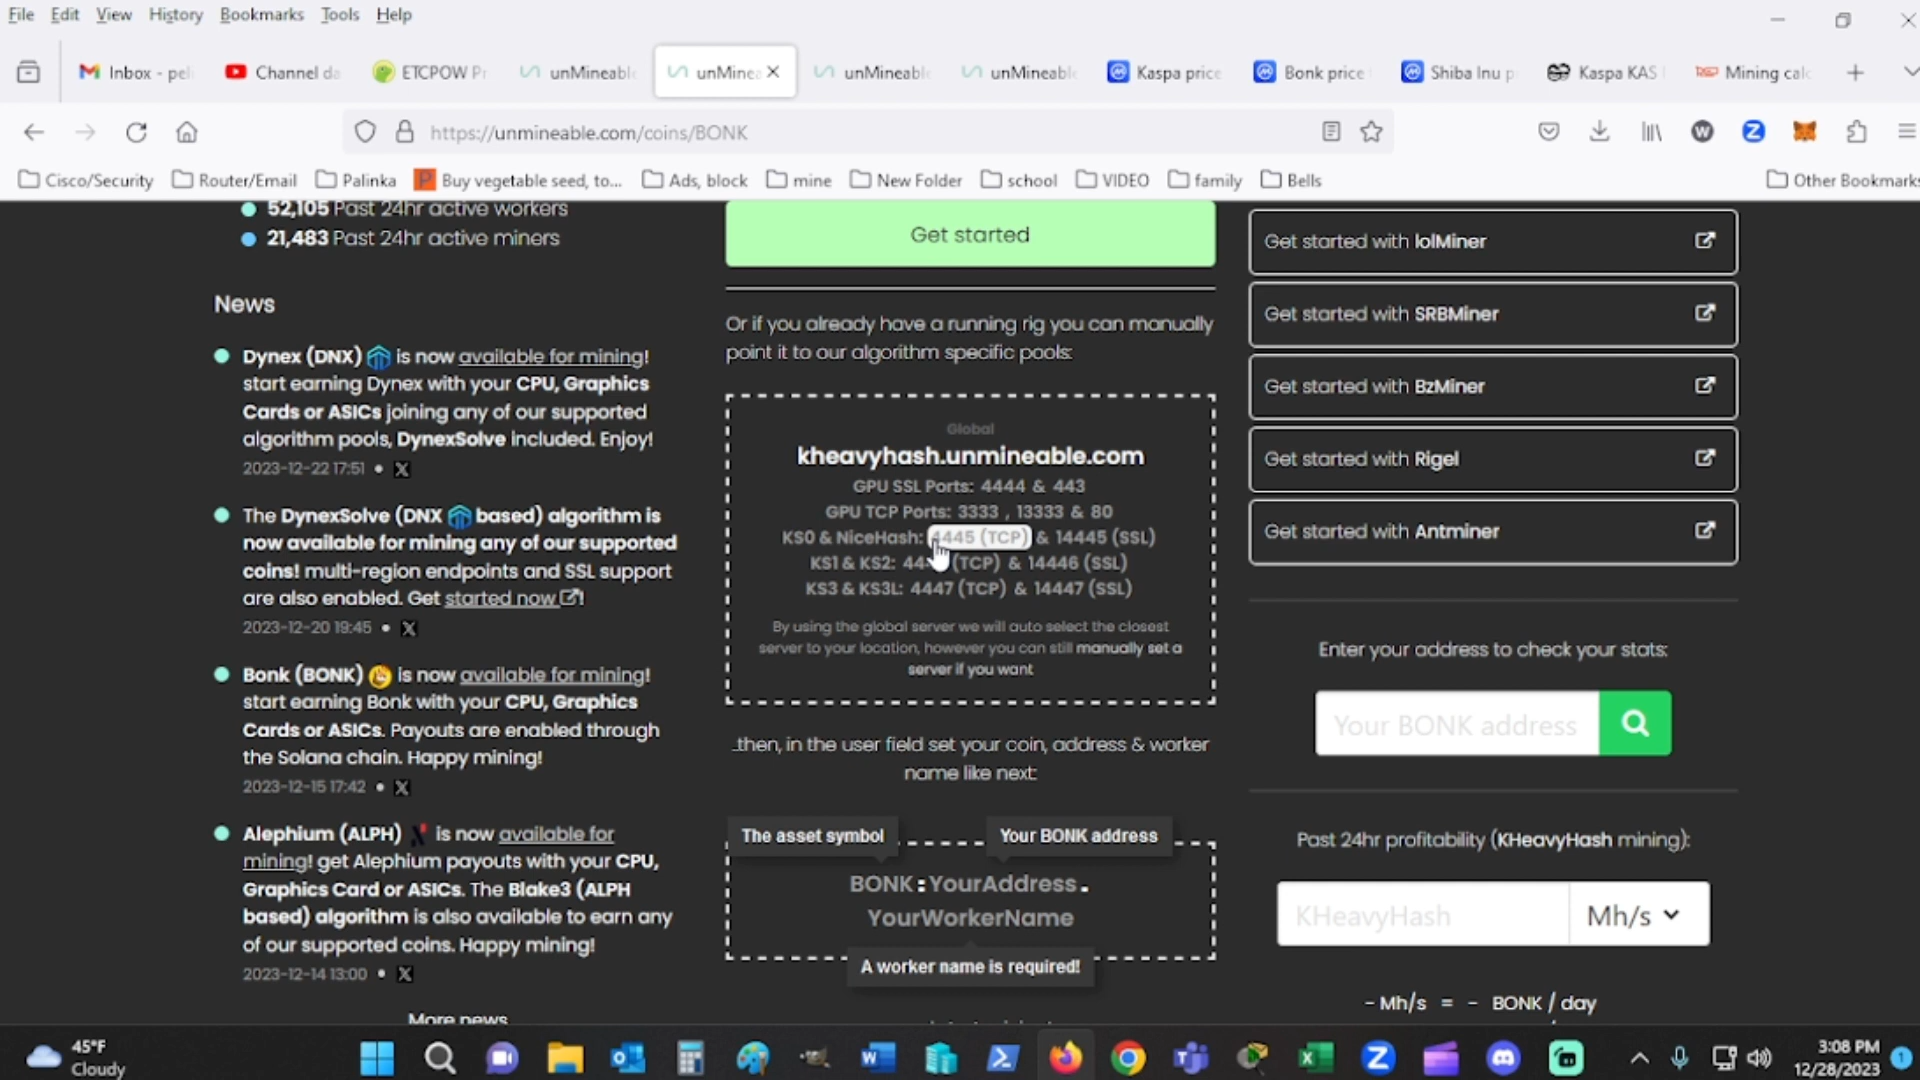 File Edit View History Bookmarks Tools Help
Inbox - peli
Channel da
ETCPOW Pr
unMineabl
unMinea
unMineabl
unMineabl
Kaspa price
Bonk price
Shiba Inu p
Kaspa KAS
Mining calc
https://unmineable.com/coins/BONK
Cisco/Security
Router/Email
Palinka
Buy vegetable seed, to...
Ads, block
mine
New Folder
school
VIDEO
family
Bells
Other Bookmarks
52,105 Past 24hr active workers
21,483 Past 24hr active miners
News
Dynex (DNX) is now available for mining!
start earning Dynex with your CPU, Graphics
Cards or ASICs joining any of our supported
algorithm pools, DynexSolve included. Enjoy!
2023-12-22 17:51 • X
The DynexSolve (DNX based) algorithm is
now available for mining any of our supported
coins! multi-region endpoints and SSL support
are also enabled. Get started now!
2023-12-20 19:45 • X
Bonk (BONK) is now available for mining!
start earning Bonk with your CPU, Graphics
Cards or ASICs. Payouts are enabled through
the Solana chain. Happy mining!
2023-12-15 17:42 • X
Alephium (ALPH) is now available for
mining! get Alephium payouts with your CPU,
Graphics Card or ASICs. The Blake3 (ALPH
based) algorithm is also available to earn any
of our supported coins. Happy mining!
2023-12-14 13:00 • X
More news
Get started
Or if you already have a running rig you can manually
point it to our algorithm specific pools:
Global
kheavyhash.unmineable.com
GPU SSL Ports: 4444 & 443
GPU TCP Ports: 3333 , 13333 & 80
KS0 & NiceHash: 4445 (TCP) & 14445 (SSL)
KS1 & KS2: (TCP) & 14446 (SSL)
KS3 & KS3L: 4447 (TCP) & 14447 (SSL)
By using the global server we will auto select the closest
server to your location, however you can still manually set a
server if you want
..then, in the user field set your coin, address & worker
name like next:
The asset symbol
Your BONK address
BONK:YourAddress.
YourWorkerName
A worker name is required!
Get started with lolMiner
Get started with SRBMiner
Get started with BzMiner
Get started with Rigel
Get started with Antminer
Enter your address to check your stats:
Your BONK address
Past 24hr profitability (KHeavyHash mining):
KHeavyHash
Mh/s
- Mh/s = - BONK / day
45°F
Cloudy
3:08 PM
12/28/2023
1